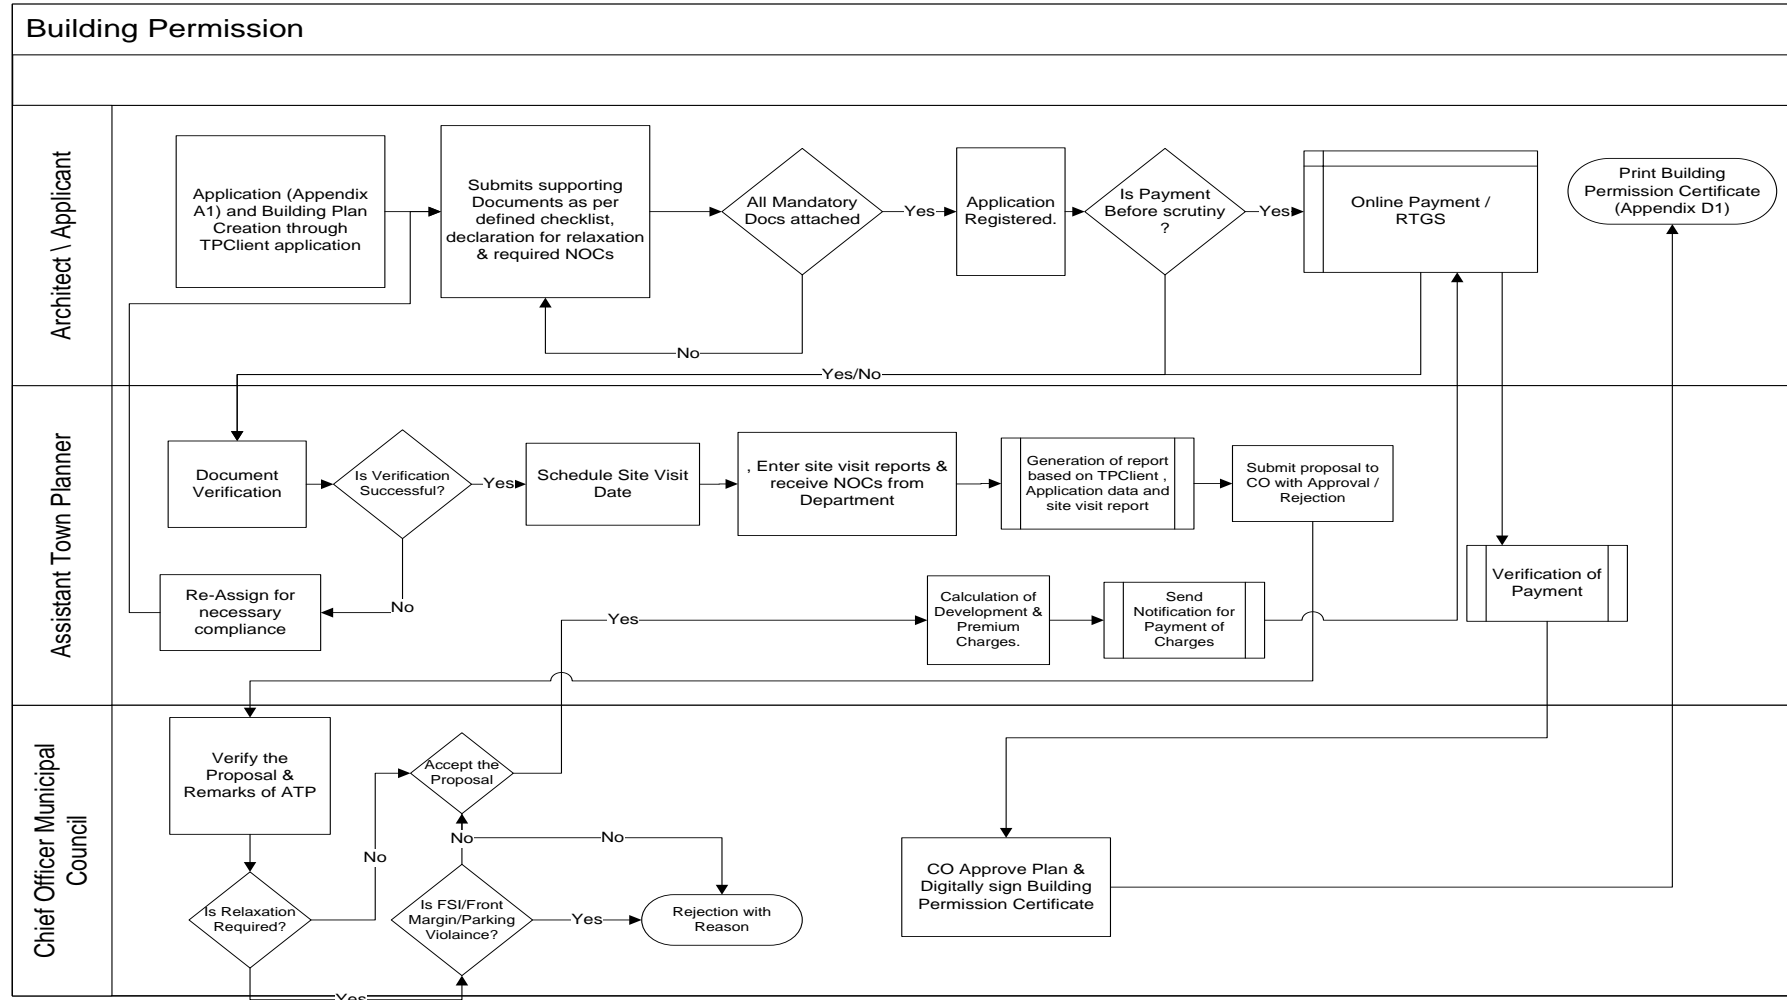 Building Permission
Architect \ Applicant
Application (Appendix
A1) and Building Plan
Creation through
TPClient application
Submits supporting
Documents as per
defined checklist,
declaration for relaxation
& required NOCs
All Mandatory
Docs attached
Yes
No
Application
Registered.
Is Payment
Before scrutiny
?
Yes
Online Payment /
RTGS
Print Building
Permission Certificate
(Appendix D1)
Yes/No
Assistant Town Planner
Document
Verification
Is Verification
Successful?
Yes
No
Schedule Site Visit
Date
, Enter site visit reports &
receive NOCs from
Department
Generation of report
based on TPClient ,
Application data and
site visit report
Submit proposal to
CO with Approval /
Rejection
Re-Assign for
necessary
compliance
Yes
Calculation of
Development &
Premium
Charges.
Send
Notification for
Payment of
Charges
Verification of
Payment
Chief Officer Municipal
Council
Verify the
Proposal &
Remarks of ATP
Accept the
Proposal
No
No
No
Is Relaxation
Required?
Is FSI/Front
Margin/Parking
Violaince?
Yes
Rejection with
Reason
CO Approve Plan &
Digitally sign Building
Permission Certificate
Yes